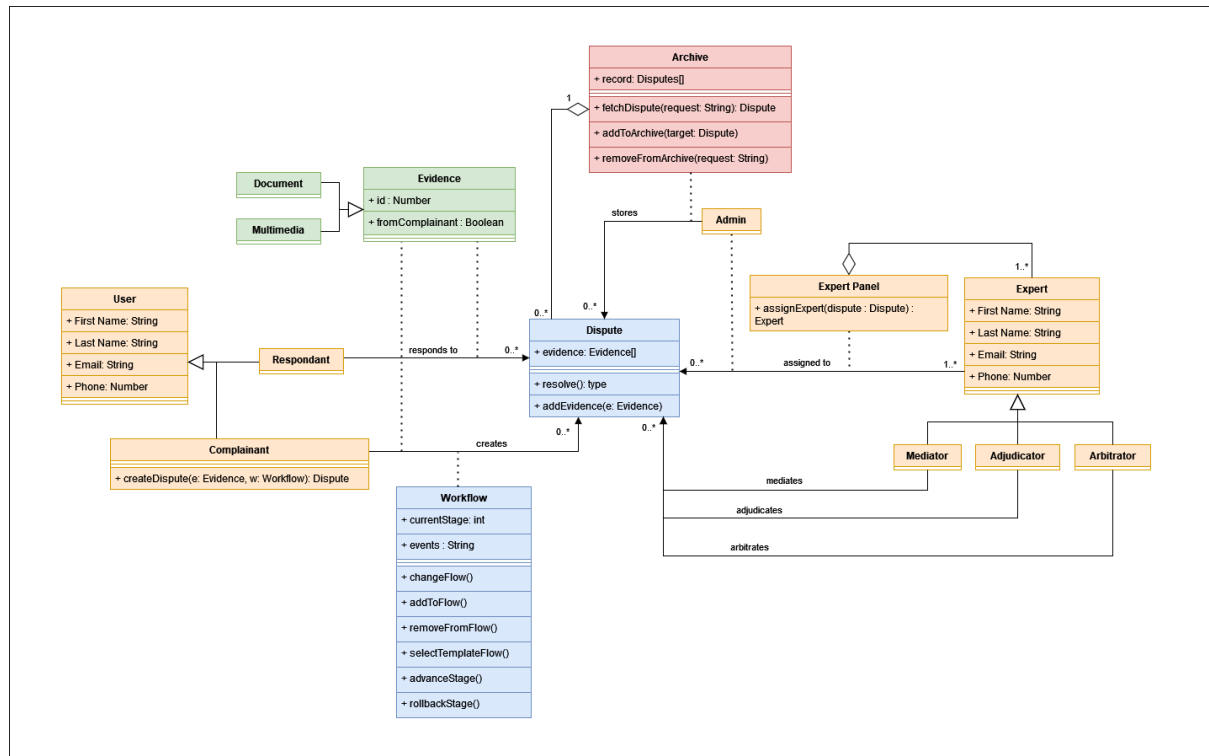 Archive
+ record: Disputes[]
+ fetchDispute(request: String): Dispute
+ addToArchive(target: Dispute)
+ removeFromArchive(request: String)
1
Document
Multimedia
Evidence
+ id : Number
+ fromComplainant : Boolean
stores
Admin
0..*
0..*
Expert Panel
+ assignExpert(dispute : Dispute) :
Expert
1..*
Expert
+ First Name: String
+ Last Name: String
+ Email: String
+ Phone: Number
User
+ First Name: String
+ Last Name: String
+ Email: String
+ Phone: Number
Respondant
responds to
0..*
Dispute
+ evidence: Evidence[]
+ resolve(): type
+ addEvidence(e: Evidence)
0..*
assigned to
1..*
Complainant
+ createDispute(e: Evidence, w: Workflow): Dispute
creates
0..*
0..*
Mediator
Adjudicator
Arbitrator
mediates
adjudicates
arbitrates
Workflow
+ currentStage: int
+ events : String
+ changeFlow()
+ addToFlow()
+ removeFromFlow()
+ selectTemplateFlow()
+ advanceStage()
+ rollbackStage()